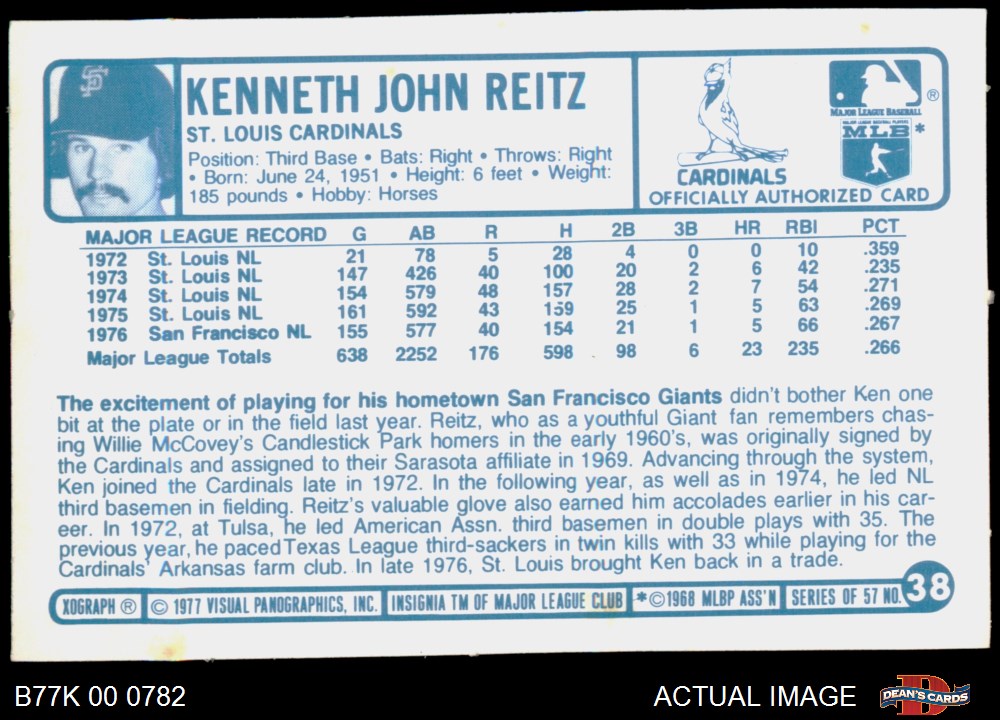 SF
KENNETH JOHN REITZ
ST. LOUIS CARDINALS
Position: Third Base • Bats: Right • Throws: Right
• Born: June 24, 1951 • Height: 6 feet • Weight:
185 pounds • Hobby: Horses
CARDINALS
MAJOR LEAGUE BASEBALL ®
MAJOR LEAGUE BASEBALL PLAYERS
MLB *
OFFICIALLY AUTHORIZED CARD
MAJOR LEAGUE RECORD G AB R H 2B 3B HR RBI PCT
1972 St. Louis NL 21 78 5 28 4 0 0 10 .359
1973 St. Louis NL 147 426 40 100 20 2 6 42 .235
1974 St. Louis NL 154 579 48 157 28 2 7 54 .271
1975 St. Louis NL 161 592 43 159 25 1 5 63 .269
1976 San Francisco NL 155 577 40 154 21 1 5 66 .267
Major League Totals 638 2252 176 598 98 6 23 235 .266
The excitement of playing for his hometown San Francisco Giants didn't bother Ken one
bit at the plate or in the field last year. Reitz, who as a youthful Giant fan remembers chas-
ing Willie McCovey's Candlestick Park homers in the early 1960's, was originally signed by
the Cardinals and assigned to their Sarasota affiliate in 1969. Advancing through the system,
Ken joined the Cardinals late in 1972. In the following year, as well as in 1974, he led NL
third basemen in fielding. Reitz's valuable glove also earned him accolades earlier in his car-
eer. In 1972, at Tulsa, he led American Assn. third basemen in double plays with 35. The
previous year, he paced Texas League third-sackers in twin kills with 33 while playing for the
Cardinals' Arkansas farm club. In late 1976, St. Louis brought Ken back in a trade.
XOGRAPH ® © 1977 VISUAL PANOGRAPHICS, INC. INSIGNIA TM OF MAJOR LEAGUE CLUB *©1968 MLBP ASS'N SERIES OF 57 NO. 38
B77K 00 0782 ACTUAL IMAGE DEAN'S CARDS